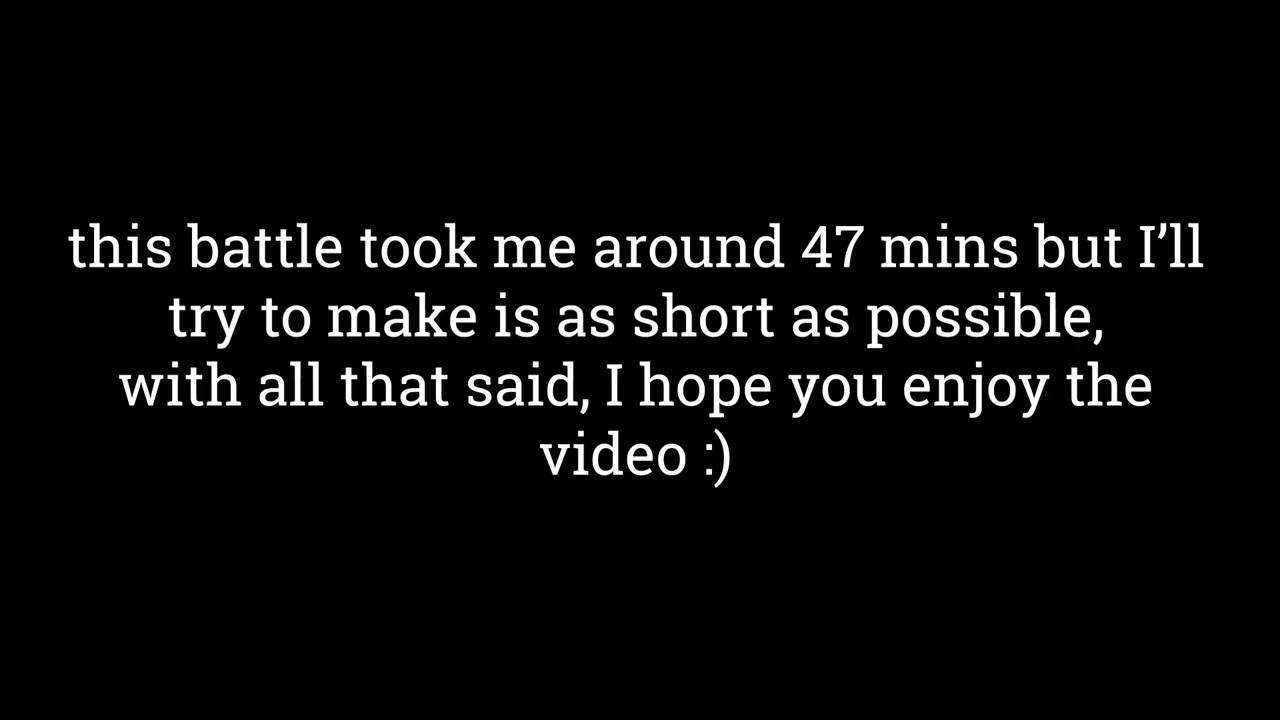 this battle took me around 47 mins but I’ll
try to make is as short as possible,
with all that said, I hope you enjoy the
video :)